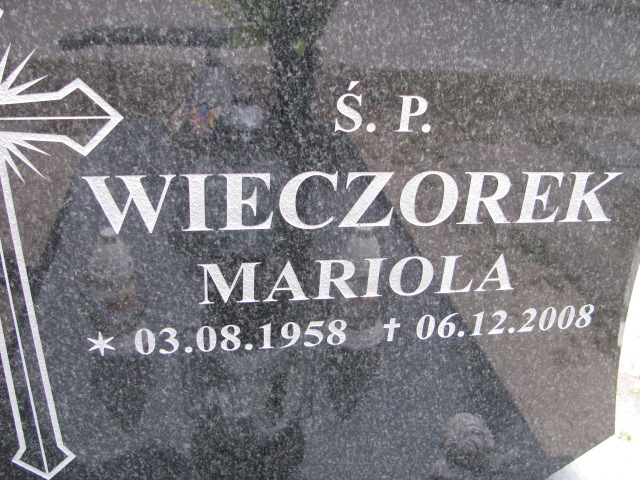 Ś. P.
WIECZOREK
MARIOLA
* 03.08.1958 † 06.12.2008